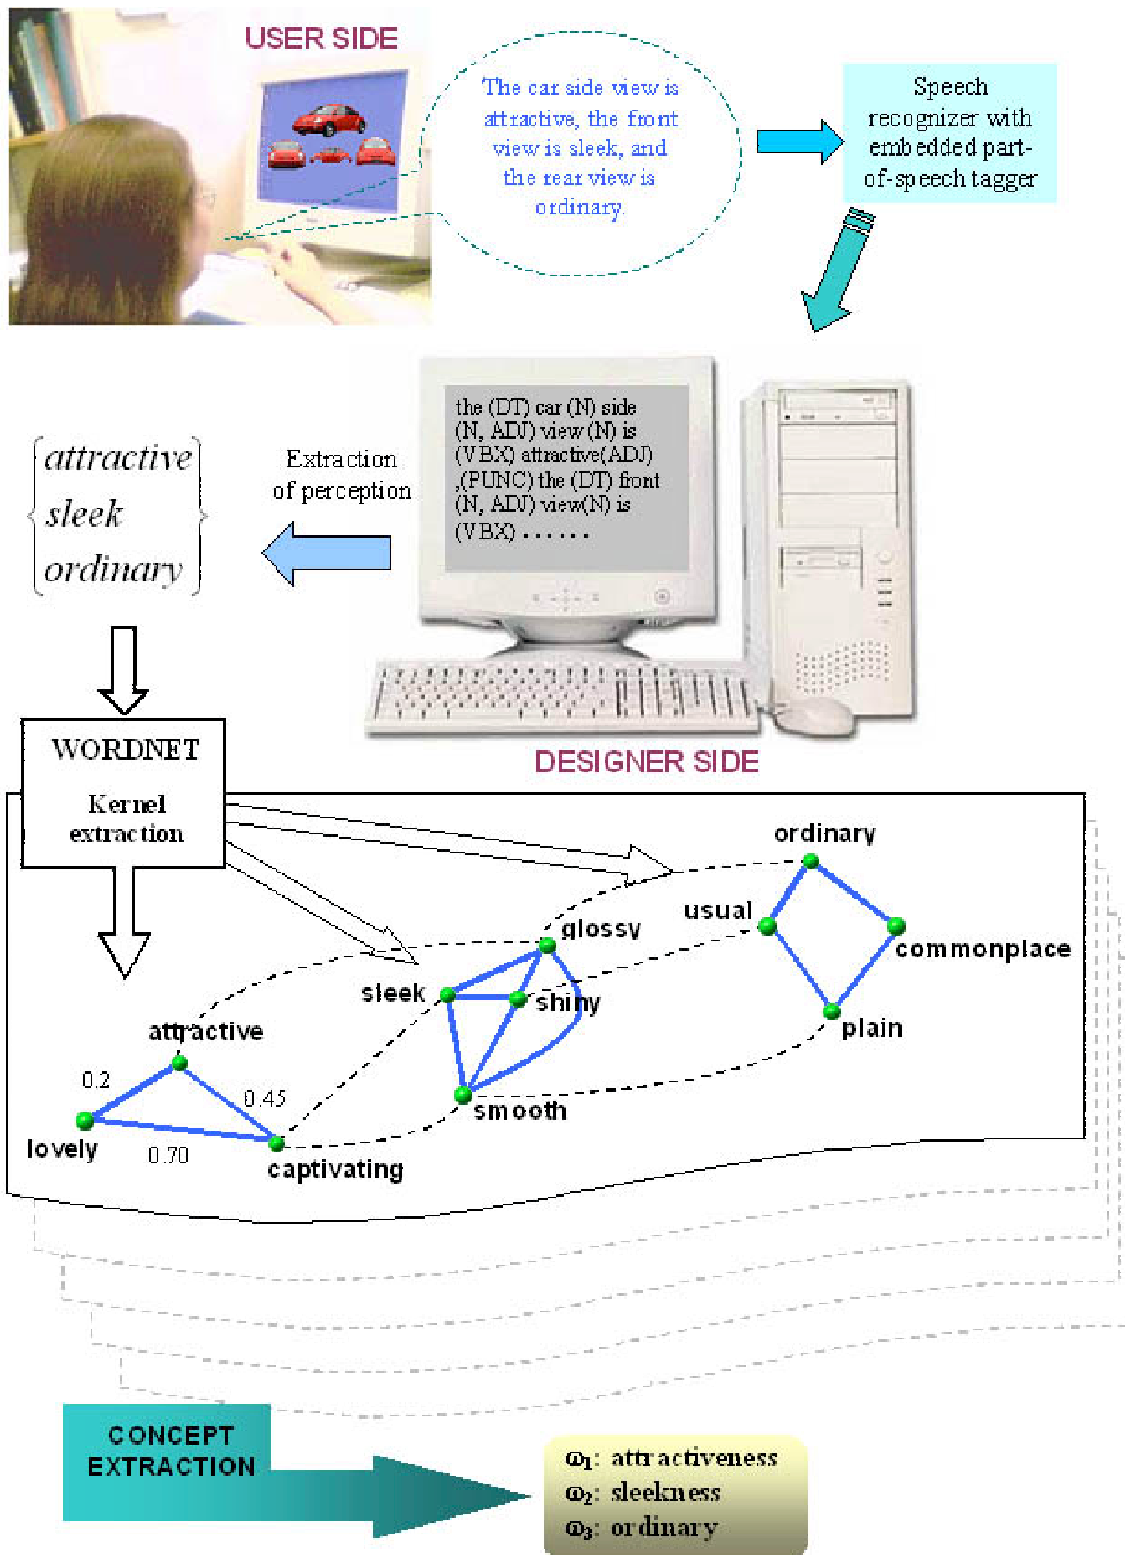 USER SIDE
The car side view is
attractive, the front
view is sleek, and
the rear view is
ordinary.
Speech
recognizer with
embedded part-
of-speech tagger
the (DT) car (N) side
(N, ADJ) view (N) is
(VBX) attractive(ADJ)
,(PUNC) the (DT) front
(N, ADJ) view(N) is
(VBX) ......
attractive
sleek
ordinary
Extraction
of perception
DESIGNER SIDE
WORDNET
Kernel
extraction
ordinary
usual
commonplace
plain
glossy
sleek
shiny
smooth
attractive
0.2
0.45
lovely
0.70
captivating
CONCEPT
EXTRACTION
ω₁: attractiveness
ω₂: sleekness
ω₃: ordinary